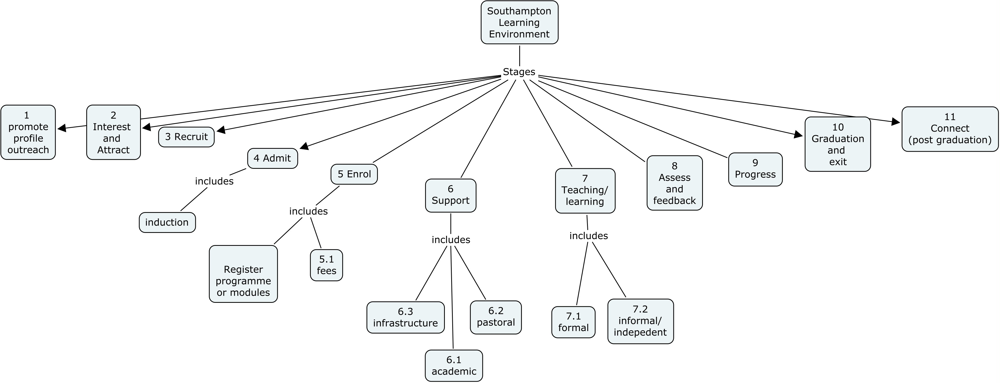 Southampton
Learning
Environment
Stages
1
promote
profile
outreach
2
Interest
and
Attract
3 Recruit
4 Admit
includes
induction
5 Enrol
includes
Register
programme
or modules
5.1
fees
6
Support
includes
6.3
infrastructure
6.1
academic
6.2
pastoral
7
Teaching/
learning
includes
7.1
formal
7.2
informal/
indepedent
8
Assess
and
feedback
9
Progress
10
Graduation
and
exit
11
Connect
(post graduation)